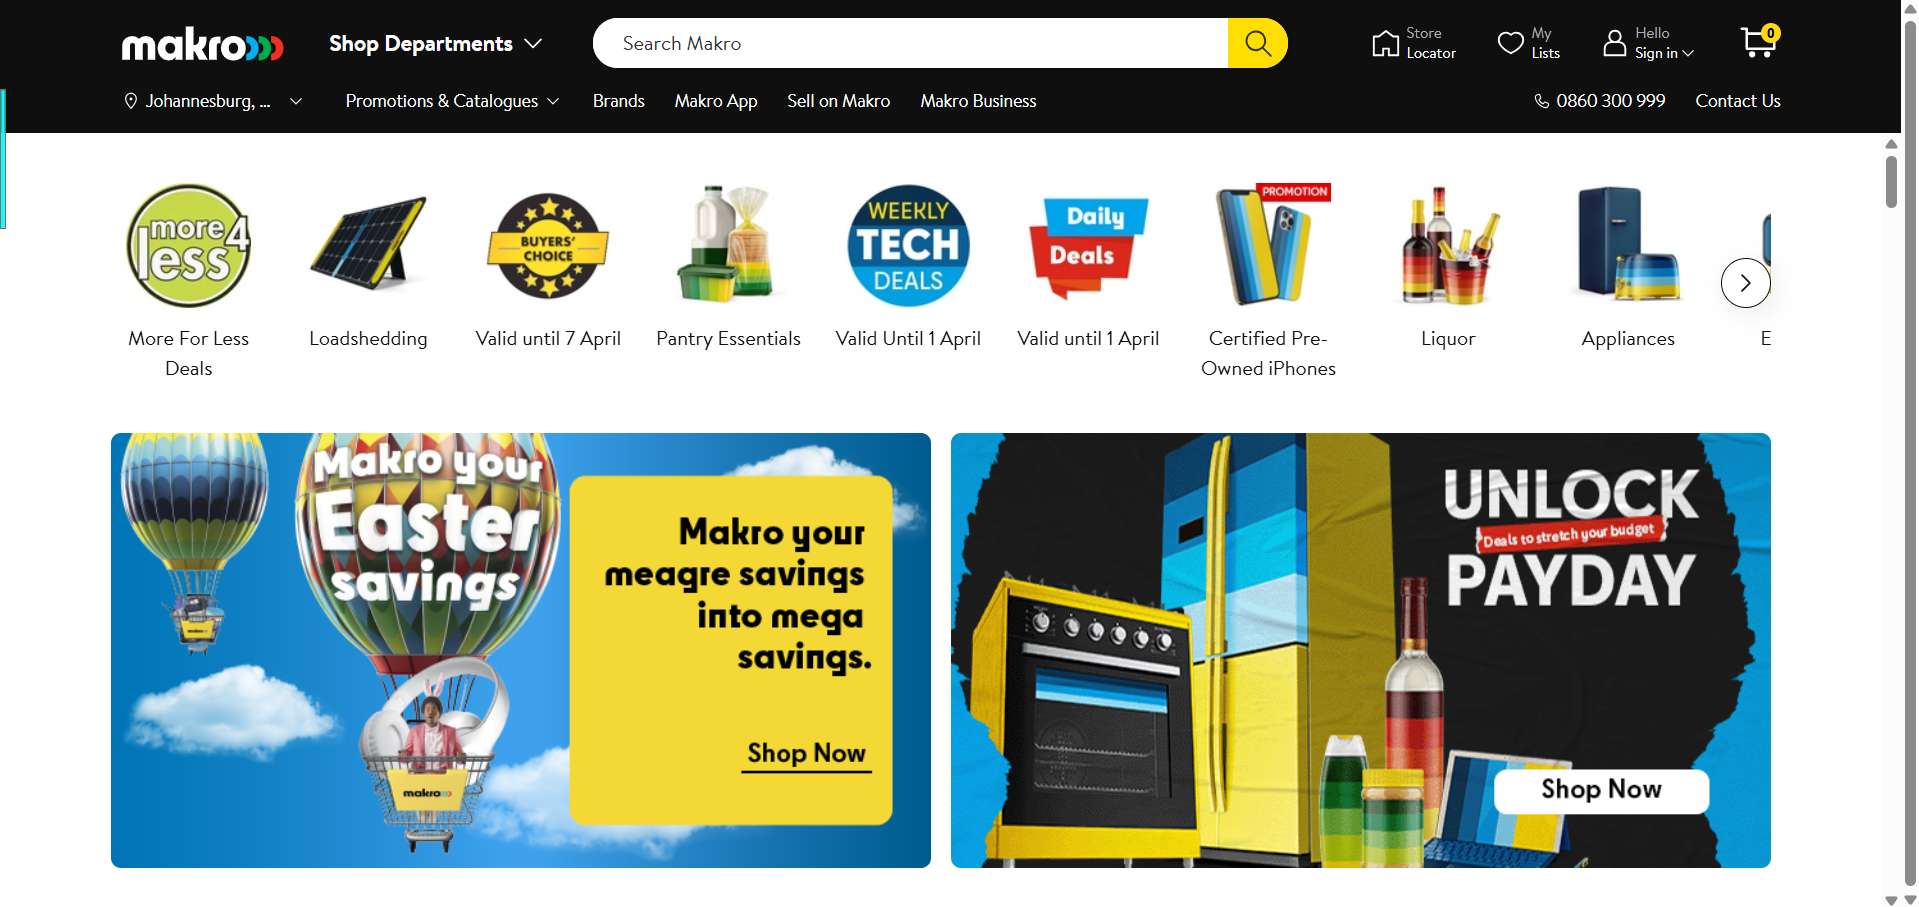 makro
Shop Departments
Search Makro
Store
Locator
My
Lists
Hello
Sign in
0
Johannesburg, ...
Promotions & Catalogues
Brands
Makro App
Sell on Makro
Makro Business
0860 300 999
Contact Us
more4
less
BUYERS'
CHOICE
WEEKLY
TECH
DEALS
Daily
Deals
PROMOTION
More For Less
Deals
Loadshedding
Valid until 7 April
Pantry Essentials
Valid Until 1 April
Valid until 1 April
Certified Pre-
Owned iPhones
Liquor
Appliances
E
Makro your
Easter
savings
makro
Makro your
meagre savings
into mega
savings.
Shop Now
UNLOCK
Deals to stretch your budget
PAYDAY
Shop Now